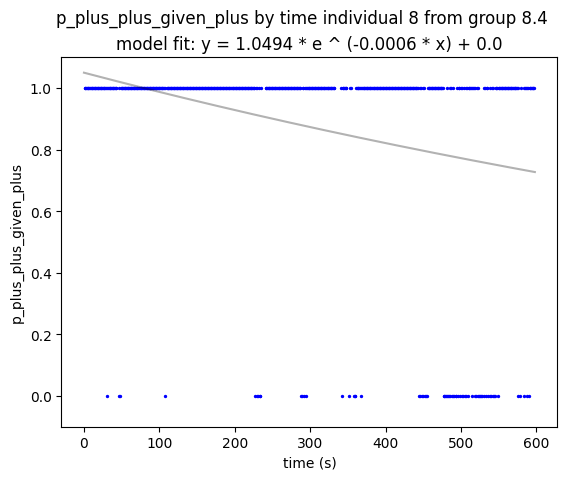 p_plus_plus_given_plus by time individual 8 from group 8.4
model fit: y = 1.0494 * e ^ (-0.0006 * x) + 0.0
p_plus_plus_given_plus
1.0
0.8
0.6
0.4
0.2
0.0
0 100 200 300 400 500 600
time (s)